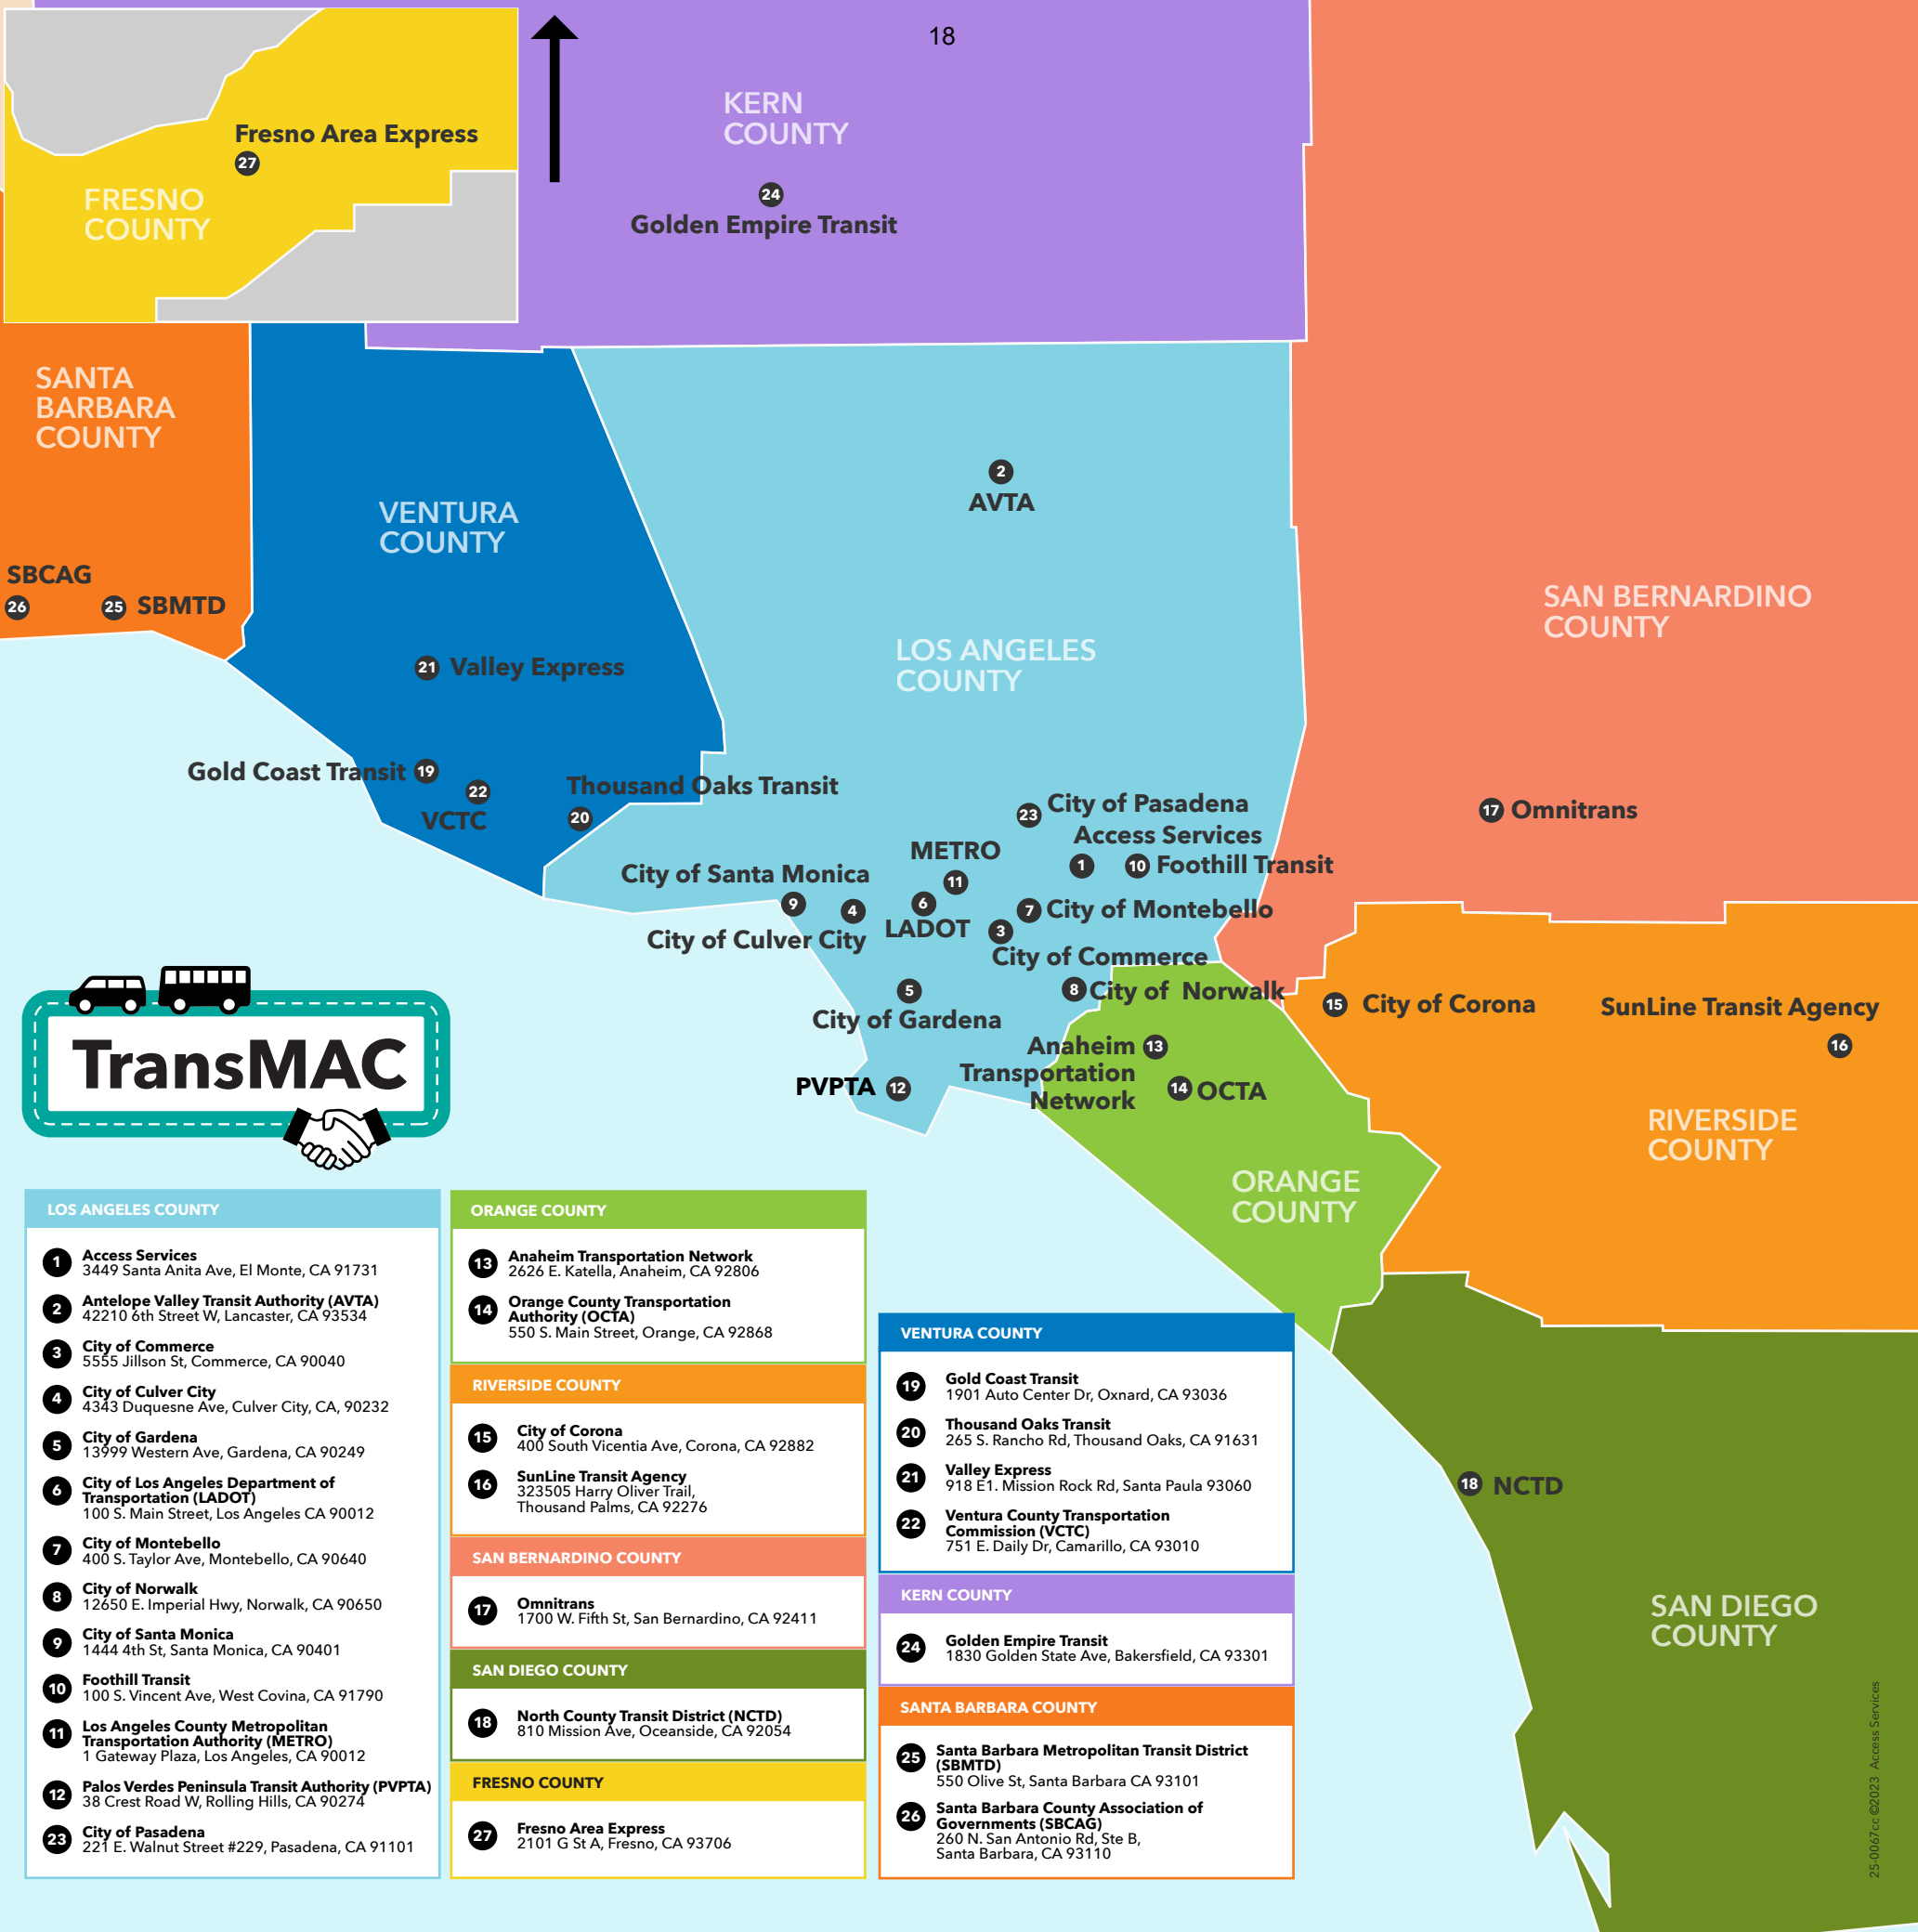 18
KERN
COUNTY
Fresno Area Express
27
FRESNO
COUNTY
24
Golden Empire Transit
SANTA
BARBARA
COUNTY
2
AVTA
VENTURA
COUNTY
SBCAG
26
25 SBMTD
SAN BERNARDINO
COUNTY
LOS ANGELES
COUNTY
21 Valley Express
Gold Coast Transit 19
22
VCTC
Thousand Oaks Transit
20
23 City of Pasadena
Access Services
1
10 Foothill Transit
17 Omnitrans
METRO
11
City of Santa Monica
9
4
City of Culver City
6
LADOT
7 City of Montebello
3
City of Commerce
8 City of Norwalk
5
City of Gardena
15 City of Corona
SunLine Transit Agency
16
Anaheim 13
Transportation
Network
14 OCTA
PVPTA 12
TransMAC
RIVERSIDE
COUNTY
ORANGE
COUNTY
18 NCTD
SAN DIEGO
COUNTY
LOS ANGELES COUNTY
1 Access Services
3449 Santa Anita Ave, El Monte, CA 91731
2 Antelope Valley Transit Authority (AVTA)
42210 6th Street W, Lancaster, CA 93534
3 City of Commerce
5555 Jillson St, Commerce, CA 90040
4 City of Culver City
4343 Duquesne Ave, Culver City, CA, 90232
5 City of Gardena
13999 Western Ave, Gardena, CA 90249
6 City of Los Angeles Department of
Transportation (LADOT)
100 S. Main Street, Los Angeles CA 90012
7 City of Montebello
400 S. Taylor Ave, Montebello, CA 90640
8 City of Norwalk
12650 E. Imperial Hwy, Norwalk, CA 90650
9 City of Santa Monica
1444 4th St, Santa Monica, CA 90401
10 Foothill Transit
100 S. Vincent Ave, West Covina, CA 91790
11 Los Angeles County Metropolitan
Transportation Authority (METRO)
1 Gateway Plaza, Los Angeles, CA 90012
12 Palos Verdes Peninsula Transit Authority (PVPTA)
38 Crest Road W, Rolling Hills, CA 90274
23 City of Pasadena
221 E. Walnut Street #229, Pasadena, CA 91101
ORANGE COUNTY
13 Anaheim Transportation Network
2626 E. Katella, Anaheim, CA 92806
14 Orange County Transportation
Authority (OCTA)
550 S. Main Street, Orange, CA 92868
RIVERSIDE COUNTY
15 City of Corona
400 South Vicentia Ave, Corona, CA 92882
16 SunLine Transit Agency
323505 Harry Oliver Trail,
Thousand Palms, CA 92276
SAN BERNARDINO COUNTY
17 Omnitrans
1700 W. Fifth St, San Bernardino, CA 92411
SAN DIEGO COUNTY
18 North County Transit District (NCTD)
810 Mission Ave, Oceanside, CA 92054
FRESNO COUNTY
27 Fresno Area Express
2101 G St A, Fresno, CA 93706
VENTURA COUNTY
19 Gold Coast Transit
1901 Auto Center Dr, Oxnard, CA 93036
20 Thousand Oaks Transit
265 S. Rancho Rd, Thousand Oaks, CA 91631
21 Valley Express
918 E1. Mission Rock Rd, Santa Paula 93060
22 Ventura County Transportation
Commission (VCTC)
751 E. Daily Dr, Camarillo, CA 93010
KERN COUNTY
24 Golden Empire Transit
1830 Golden State Ave, Bakersfield, CA 93301
SANTA BARBARA COUNTY
25 Santa Barbara Metropolitan Transit District
(SBMTD)
550 Olive St, Santa Barbara CA 93101
26 Santa Barbara County Association of
Governments (SBCAG)
260 N. San Antonio Rd, Ste B,
Santa Barbara, CA 93110
25-0067cc ©2023 Access Services